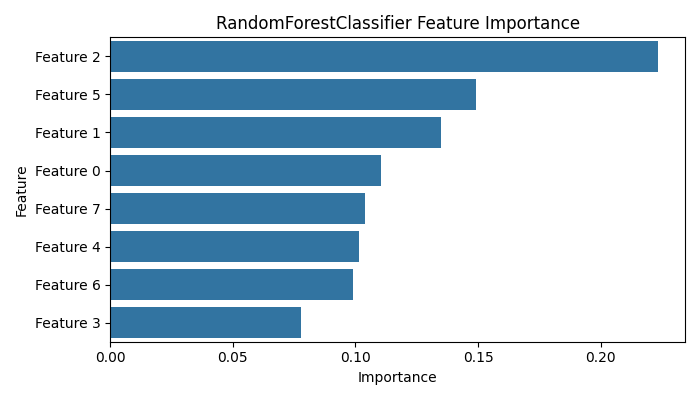 RandomForestClassifier Feature Importance
Feature
Feature 2
Feature 5
Feature 1
Feature 0
Feature 7
Feature 4
Feature 6
Feature 3
0.00 0.05 0.10 0.15 0.20
Importance